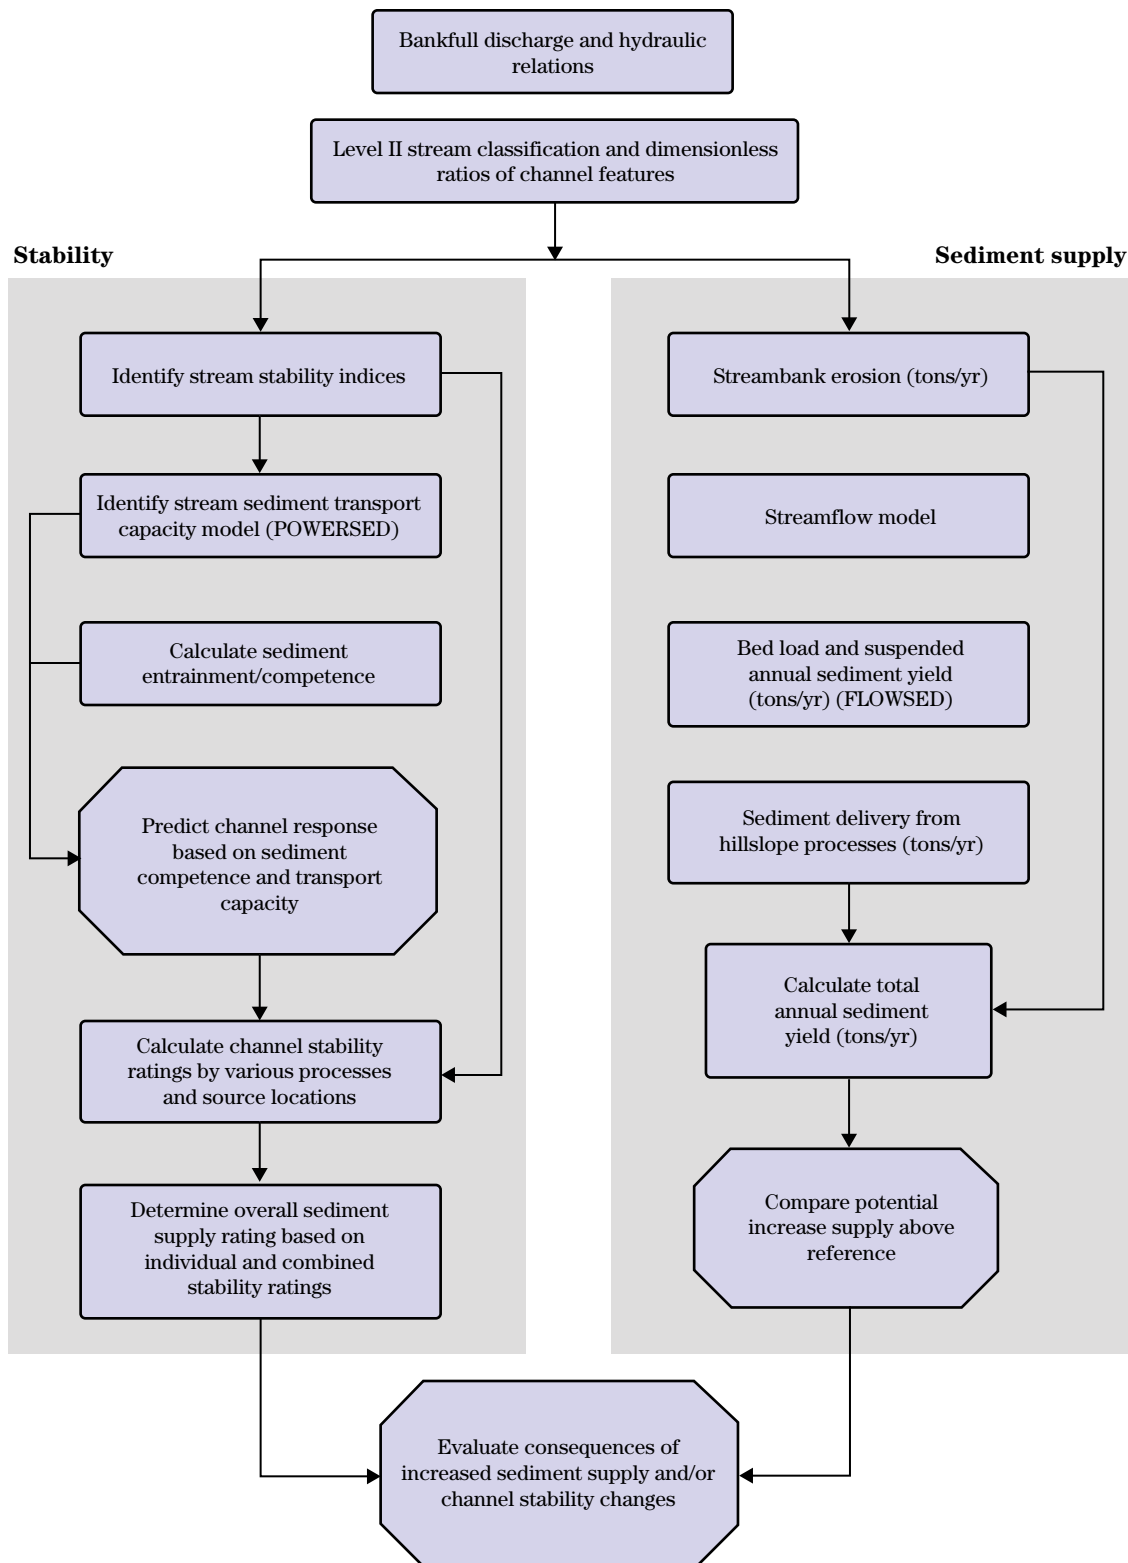 Bankfull discharge and hydraulic
relations
Level II stream classification and dimensionless
ratios of channel features
Stability
Identify stream stability indices
Identify stream sediment transport
capacity model (POWERSED)
Calculate sediment
entrainment/competence
Predict channel response
based on sediment
competence and transport
capacity
Calculate channel stability
ratings by various processes
and source locations
Determine overall sediment
supply rating based on
individual and combined
stability ratings
Sediment supply
Streambank erosion (tons/yr)
Streamflow model
Bed load and suspended
annual sediment yield
(tons/yr) (FLOWSED)
Sediment delivery from
hillslope processes (tons/yr)
Calculate total
annual sediment
yield (tons/yr)
Compare potential
increase supply above
reference
Evaluate consequences of
increased sediment supply and/or
channel stability changes